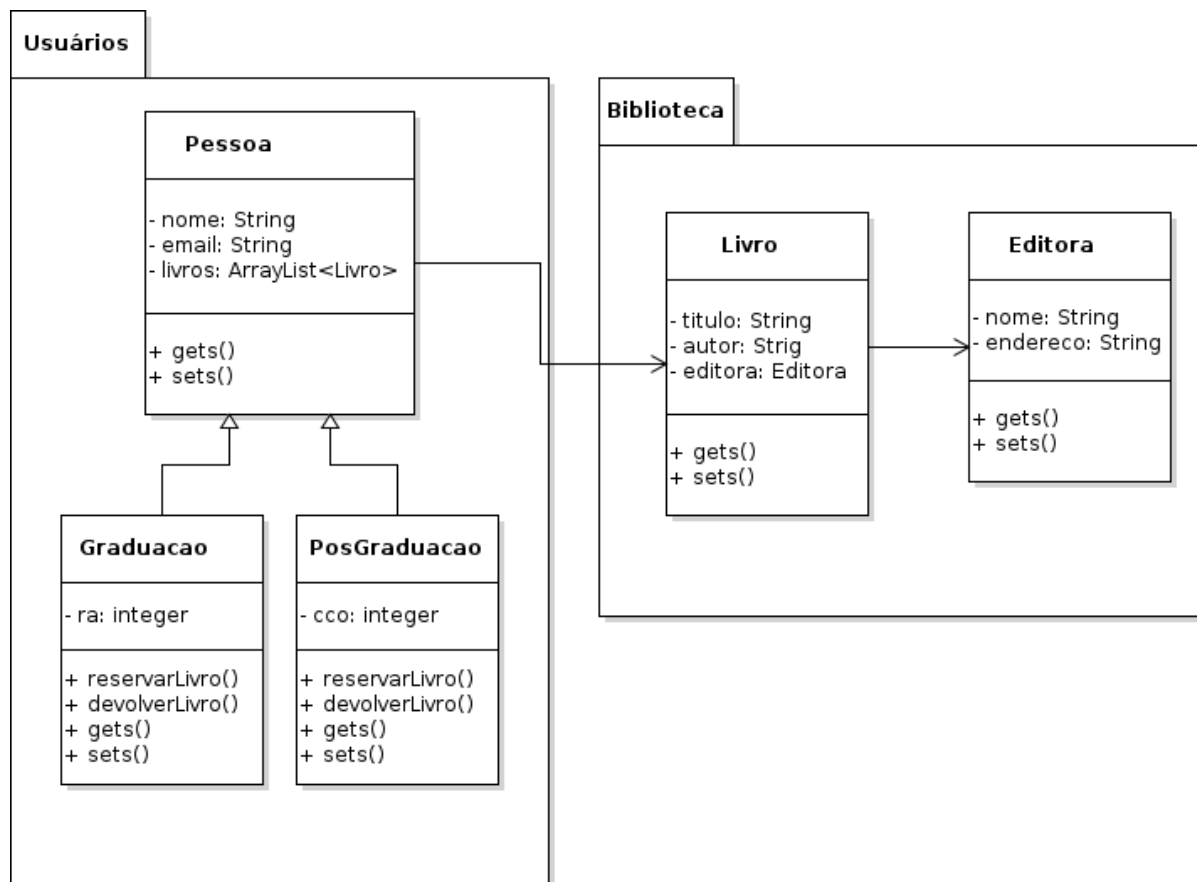 Usuários
Pessoa
- nome: String
- email: String
- livros: ArrayList<Livro>
+ gets()
+ sets()
Graduacao
- ra: integer
+ reservarLivro()
+ devolverLivro()
+ gets()
+ sets()
PosGraduacao
- cco: integer
+ reservarLivro()
+ devolverLivro()
+ gets()
+ sets()
Biblioteca
Livro
- titulo: String
- autor: Strig
- editora: Editora
+ gets()
+ sets()
Editora
- nome: String
- endereco: String
+ gets()
+ sets()